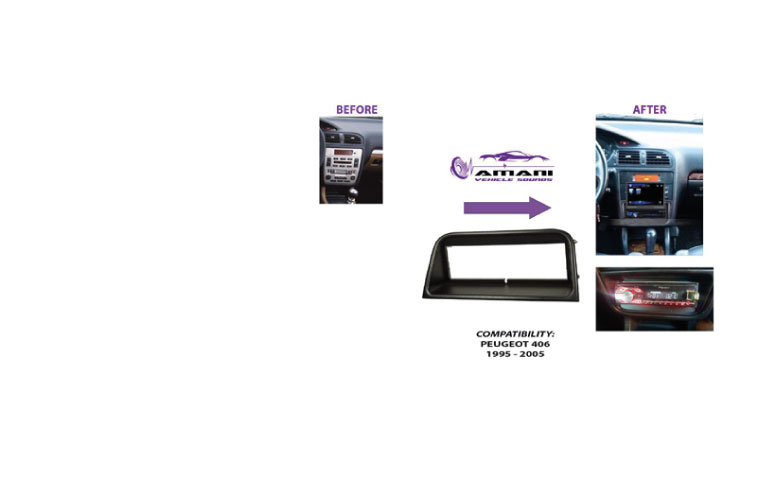 BEFORE
AFTER
AMANI
VEHICLE SOUNDS
COMPATIBILITY:
PEUGEOT 406
1995 - 2005